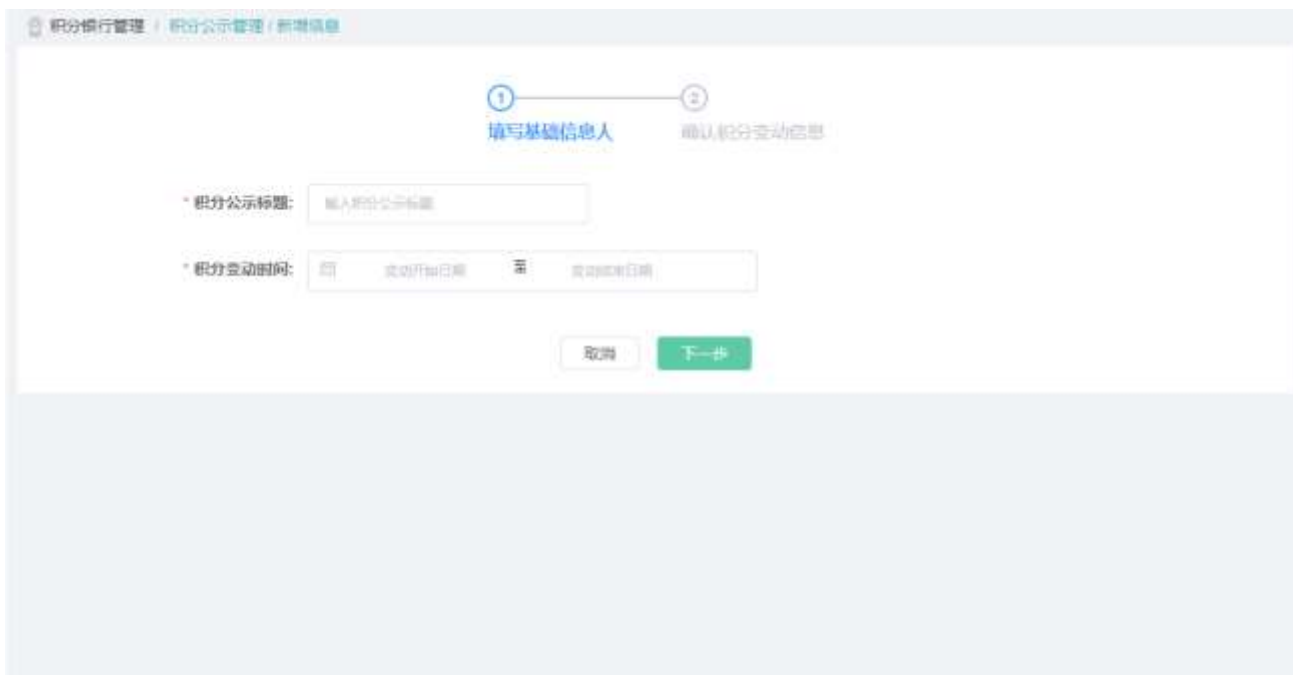 积分银行管理 / 积分公示管理 / 新增信息
1
2
填写基础信息人
确认积分变动信息
* 积分公示标题:
输入积分公示标题
* 积分变动时间:
变动开始日期
至
变动结束日期
取消
下一步